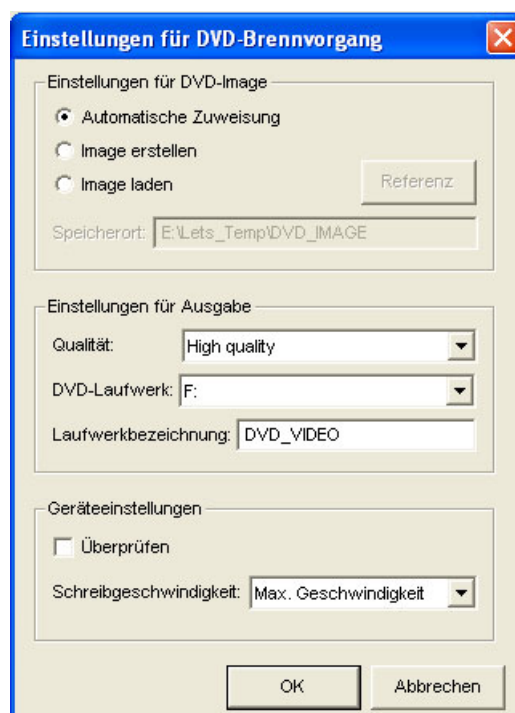 Einstellungen für DVD-Brennvorgang
Einstellungen für DVD-Image
Automatische Zuweisung
Image erstellen
Image laden
Referenz
Speicherort: E:\Lets_Temp\DVD_IMAGE
Einstellungen für Ausgabe
Qualität: High quality
DVD-Laufwerk: F:
Laufwerkbezeichnung: DVD_VIDEO
Geräteeinstellungen
Überprüfen
Schreibgeschwindigkeit: Max. Geschwindigkeit
OK Abbrechen